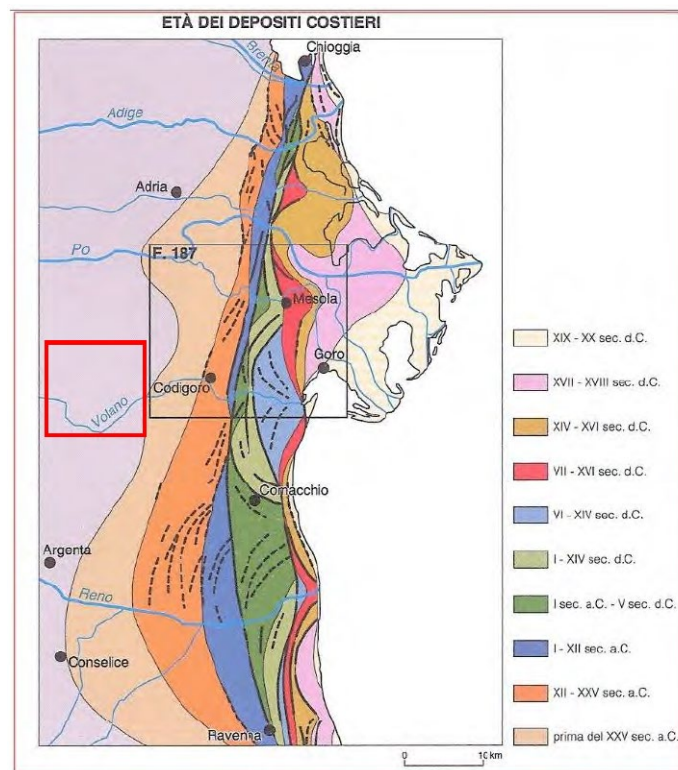 ETÀ DEI DEPOSITI COSTIERI
Chioggia
Brenta
Adige
Adria
Po
F. 187
Mesola
Goro
Codigoro
Volano
Comacchio
Argenta
Reno
Conselice
Ravenna
0 10 km
XIX - XX sec. d.C.
XVII - XVIII sec. d.C.
XIV - XVI sec. d.C.
VII - XVI sec. d.C.
VI - XIV sec. d.C.
I - XIV sec. d.C.
I sec. a.C. - V sec. d.C.
I - XII sec. a.C.
XII - XXV sec. a.C.
prima del XXV sec. a.C.